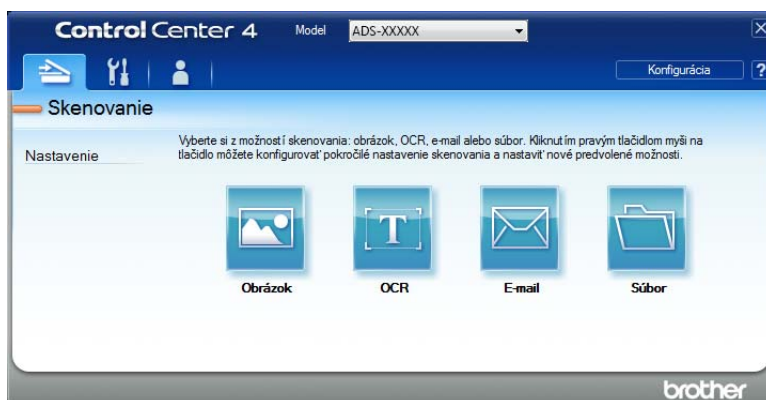 Control Center 4
Model
ADS-XXXXX
Konfigurácia
?
Skenovanie
Nastavenie
Vyberte si z možností skenovania: obrázok, OCR, e-mail alebo súbor. Kliknutím pravým tlačidlom myši na
tlačidlo môžete konfigurovať pokročilé nastavenie skenovania a nastaviť nové predvolené možnosti.
T
Obrázok
OCR
E-mail
Súbor
brother